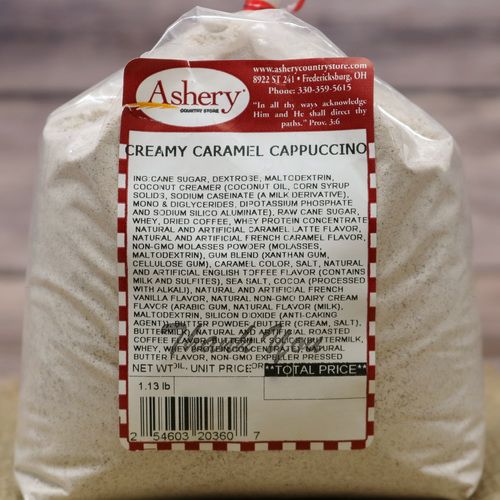 Ashery
COUNTRY STORE
www.asherycountrystore.com
8922 ST 241 • Fredericksburg, OH
Phone: 330-359-5615
"In all thy ways acknowledge
Him and He shall direct thy
paths." Prov. 3:6
CREAMY CARAMEL CAPPUCCINO
ING:CANE SUGAR, DEXTROSE, MALTODEXTRIN,
COCONUT CREAMER (COCONUT OIL, CORN SYRUP
SOLIDS, SODIUM CASEINATE (A MILK DERIVATIVE),
MONO & DIGLYCERIDES, DIPOTASSIUM PHOSPHATE
AND SODIUM SILICO ALUMINATE), RAW CANE SUGAR,
WHEY, DRIED COFFEE, WHEY PROTEIN CONCENTRATE
NATURAL AND ARTIFICIAL CARAMEL LATTE FLAVOR,
NATURAL AND ARTIFICIAL FRENCH CARAMEL FLAVOR,
NON-GMO MOLASSES POWDER (MOLASSES,
MALTODEXTRIN), GUM BLEND (XANTHAN GUM,
CELLULOSE GUM), CARAMEL COLOR, SALT, NATURAL
AND ARTIFICIAL ENGLISH TOFFEE FLAVOR (CONTAINS
MILK AND SULFITES), SEA SALT, COCOA (PROCESSED
WITH ALKALI), NATURAL AND ARTIFICIAL FRENCH
VANILLA FLAVOR, NATURAL NON-GMO DAIRY CREAM
FLAVOR (ARABIC GUM, NATURAL FLAVOR (MILK),
MALTODEXTRIN, SILICON DIOXIDE (ANTI-CAKING
AGENT), BUTTER POWDER (BUTTER (CREAM, SALT),
BUTTERMILK), NATURAL AND ARTIFICIAL ROASTED
COFFEE FLAVOR, BUTTERMILK SOLIDS (BUTTERMILK,
WHEY, WHEY PROTEIN CONCENTRATE), NATURAL
BUTTER FLAVOR, NON-GMO EXPELLER PRESSED
Thank You
NET WT UNIT PRICE **TOTAL PRICE**
1.13 lb
2 54603 20360 7